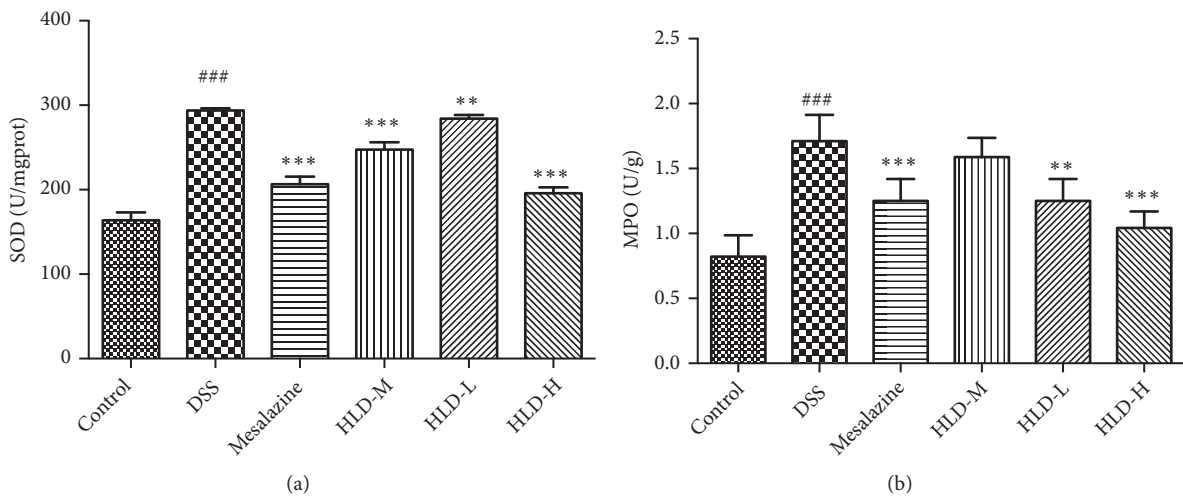 SOD (U/mgprot)
400
300
200
100
0
###
***
***
**
***
Control
DSS
Mesalazine
HLD-M
HLD-L
HLD-H
(a)
MPO (U/g)
2.5
2.0
1.5
1.0
0.5
0.0
###
***
**
***
Control
DSS
Mesalazine
HLD-M
HLD-L
HLD-H
(b)